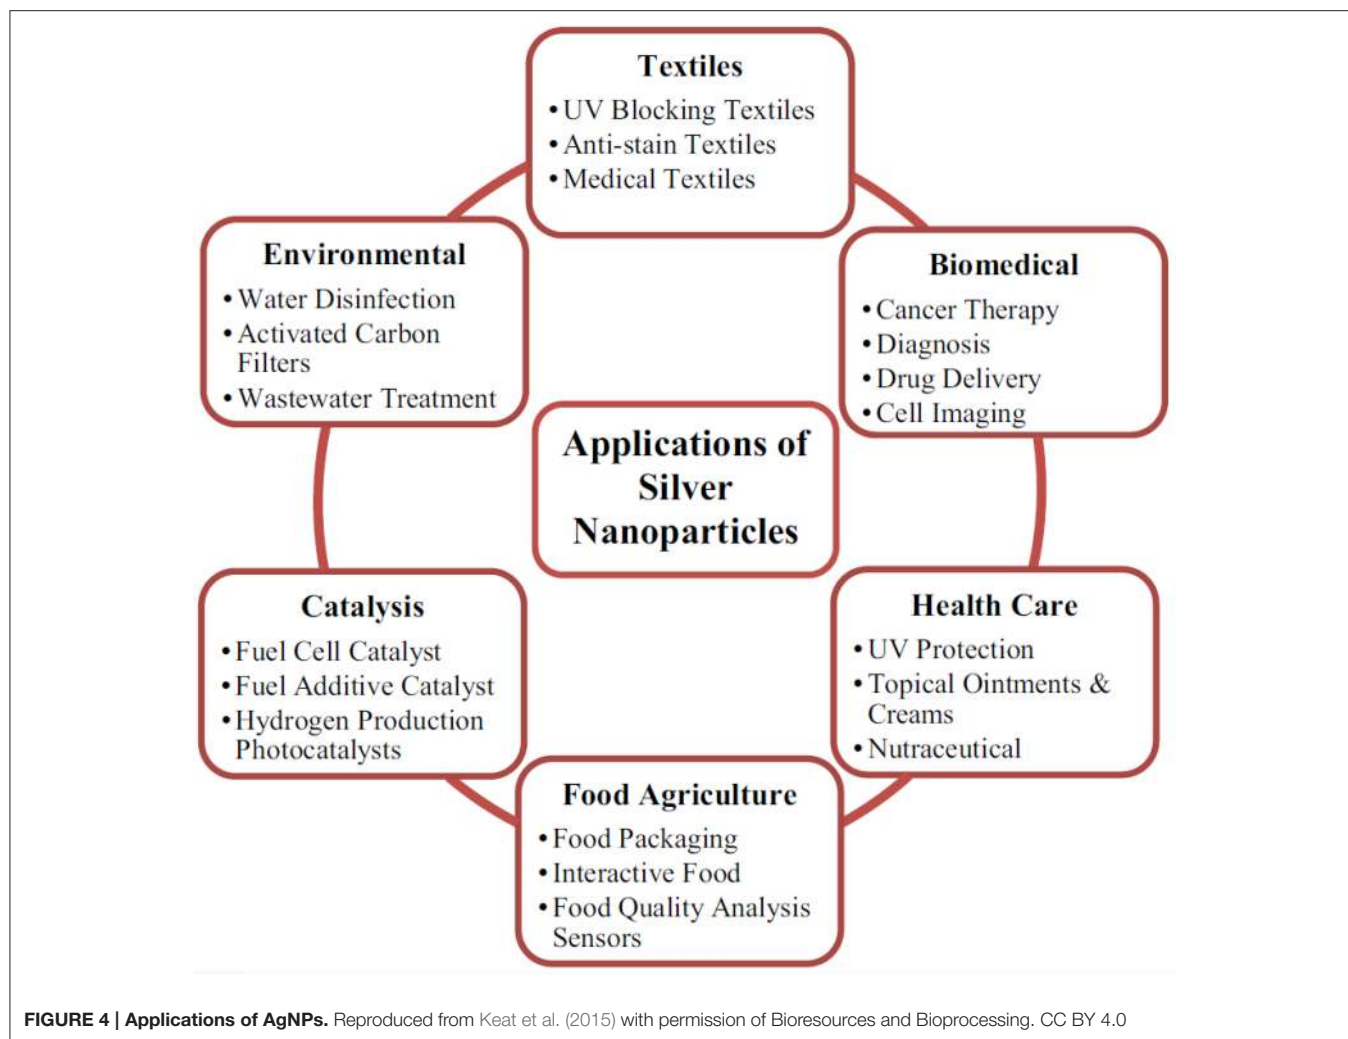 Textiles
• UV Blocking Textiles
• Anti-stain Textiles
• Medical Textiles
Environmental
• Water Disinfection
• Activated Carbon
Filters
• Wastewater Treatment
Biomedical
• Cancer Therapy
• Diagnosis
• Drug Delivery
• Cell Imaging
Applications of
Silver
Nanoparticles
Catalysis
• Fuel Cell Catalyst
• Fuel Additive Catalyst
• Hydrogen Production
Photocatalysts
Health Care
• UV Protection
• Topical Ointments &
Creams
• Nutraceutical
Food Agriculture
• Food Packaging
• Interactive Food
• Food Quality Analysis
Sensors
FIGURE 4 | Applications of AgNPs. Reproduced from Keat et al. (2015) with permission of Bioresources and Bioprocessing. CC BY 4.0